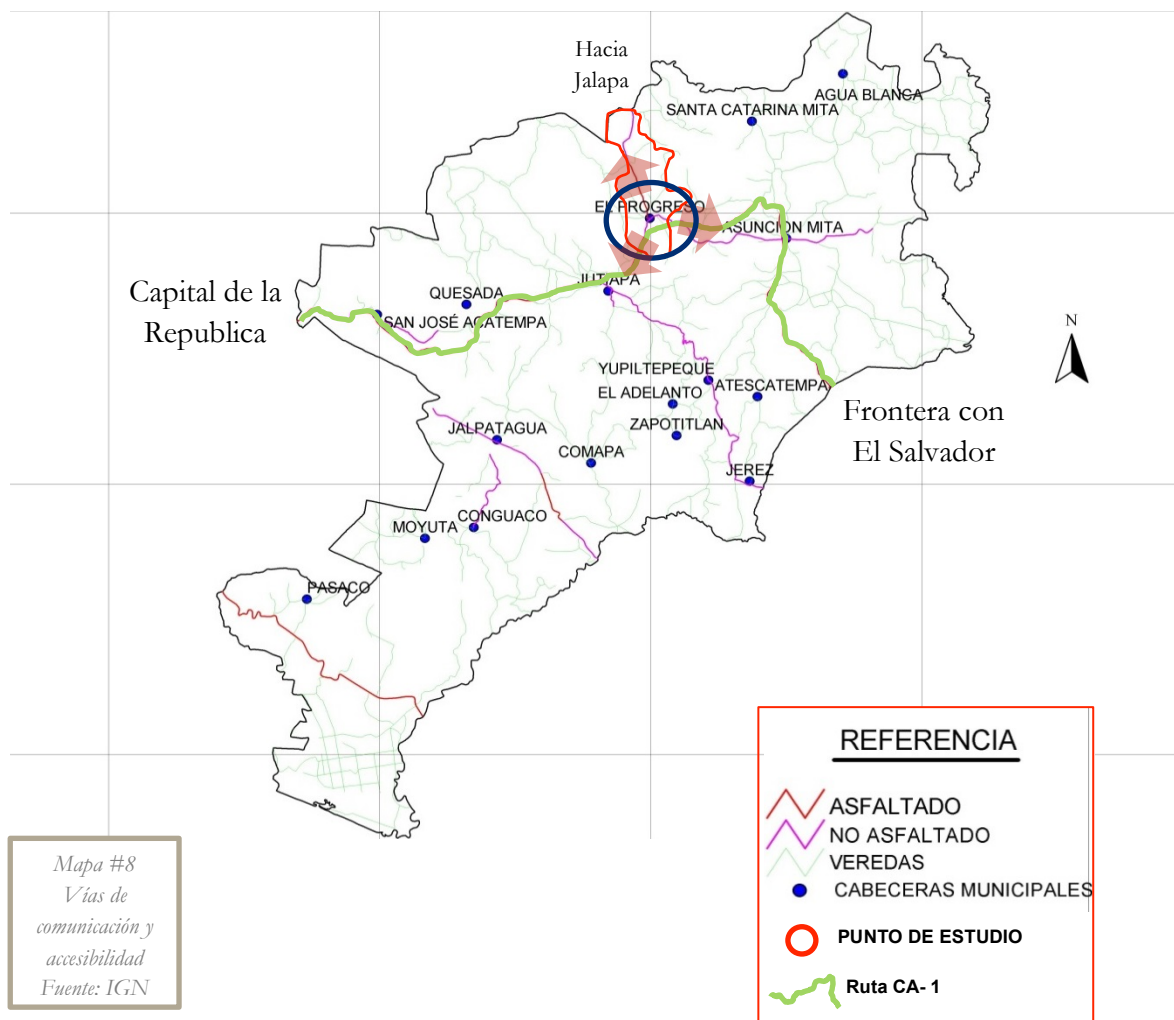 Hacia
Jalapa
AGUA BLANCA
SANTA CATARINA MITA
EL PROGRESO
ASUNCIÓN MITA
JUTIAPA
Capital de la
Republica
QUESADA
SAN JOSÉ ACATEMPA
N
YUPILTEPEQUE
EL ADELANTO
ATESCATEMPA
Frontera con
El Salvador
ZAPOTITLAN
JALPATAGUA
COMAPA
JEREZ
CONGUACO
MOYUTA
PASACO
REFERENCIA
ASFALTADO
NO ASFALTADO
VEREDAS
CABECERAS MUNICIPALES
PUNTO DE ESTUDIO
Ruta CA- 1
Mapa #8
Vías de
comunicación y
accesibilidad
Fuente: IGN